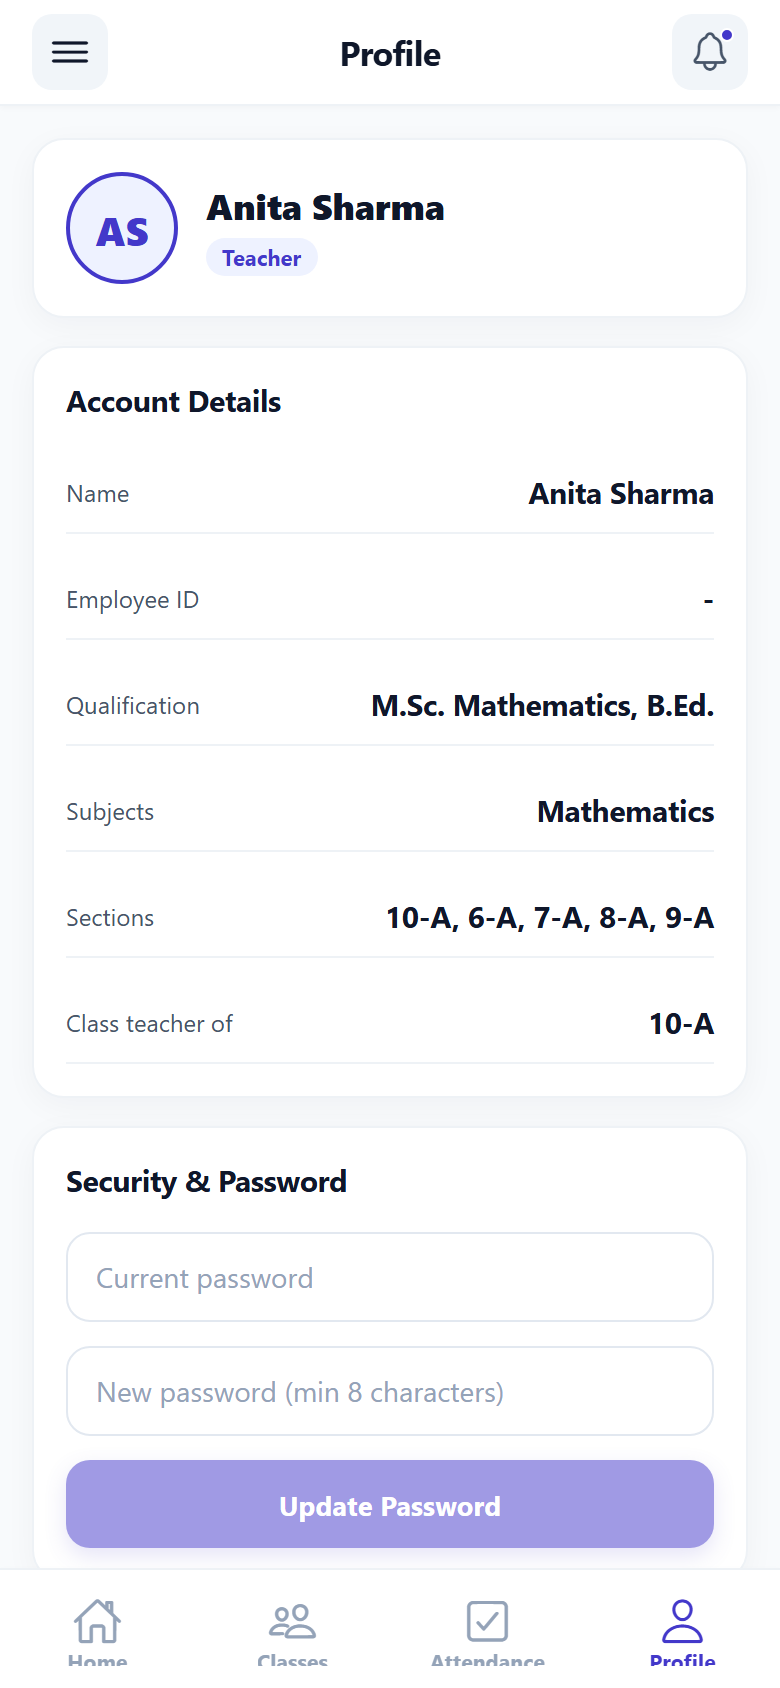 Profile
AS
Anita Sharma
Teacher
Account Details
Name
Anita Sharma
Employee ID
-
Qualification
M.Sc. Mathematics, B.Ed.
Subjects
Mathematics
Sections
10-A, 6-A, 7-A, 8-A, 9-A
Class teacher of
10-A
Security & Password
Current password
New password (min 8 characters)
Update Password
Home
Classes
Attendance
Profile